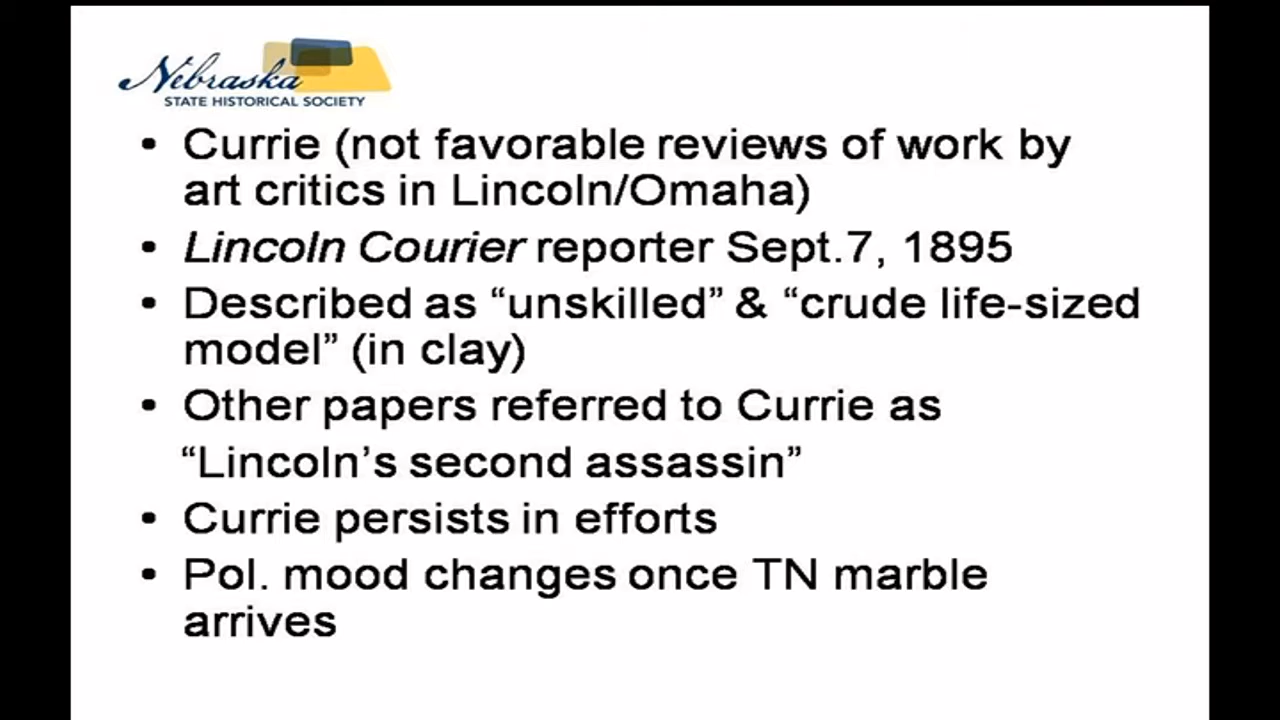 Nebraska
STATE HISTORICAL SOCIETY
• Currie (not favorable reviews of work by
art critics in Lincoln/Omaha)
• Lincoln Courier reporter Sept.7, 1895
• Described as “unskilled” & “crude life-sized
model” (in clay)
• Other papers referred to Currie as
“Lincoln’s second assassin”
• Currie persists in efforts
• Pol. mood changes once TN marble
arrives